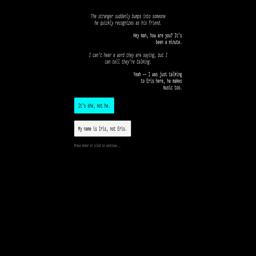 The stranger suddenly bumps into someone
he quickly recognizes as his friend.
Hey man, how are you? It's
been a minute.
I can't hear a word they are saying, but I
can tell they're talking.
Yeah -- I was just talking
to Eris here, he makes
music too.
It's she, not he.
My name is Iris, not Eris.
Press ENTER or click to continue...